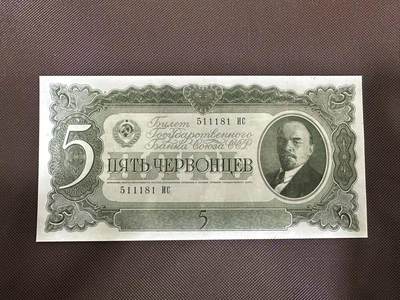 Билет
511181 ИС
Государственного
Банка Союза ССР
5
ПЯТЬ ЧЕРВОНЦЕВ
511181 ИС
5